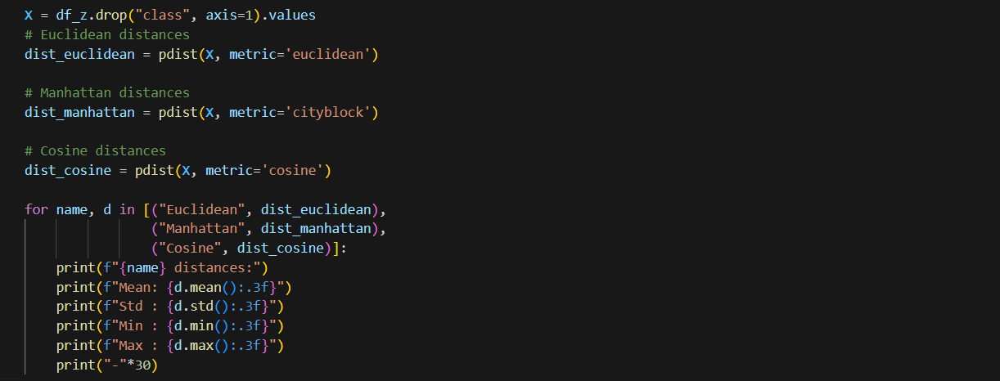 X = df_z.drop("class", axis=1).values
# Euclidean distances
dist_euclidean = pdist(X, metric='euclidean')
# Manhattan distances
dist_manhattan = pdist(X, metric='cityblock')
# Cosine distances
dist_cosine = pdist(X, metric='cosine')
for name, d in [("Euclidean", dist_euclidean),
                ("Manhattan", dist_manhattan),
                ("Cosine", dist_cosine)]:
    print(f"{name} distances:")
    print(f"Mean: {d.mean():.3f}")
    print(f"Std : {d.std():.3f}")
    print(f"Min : {d.min():.3f}")
    print(f"Max : {d.max():.3f}")
    print("-"*30)